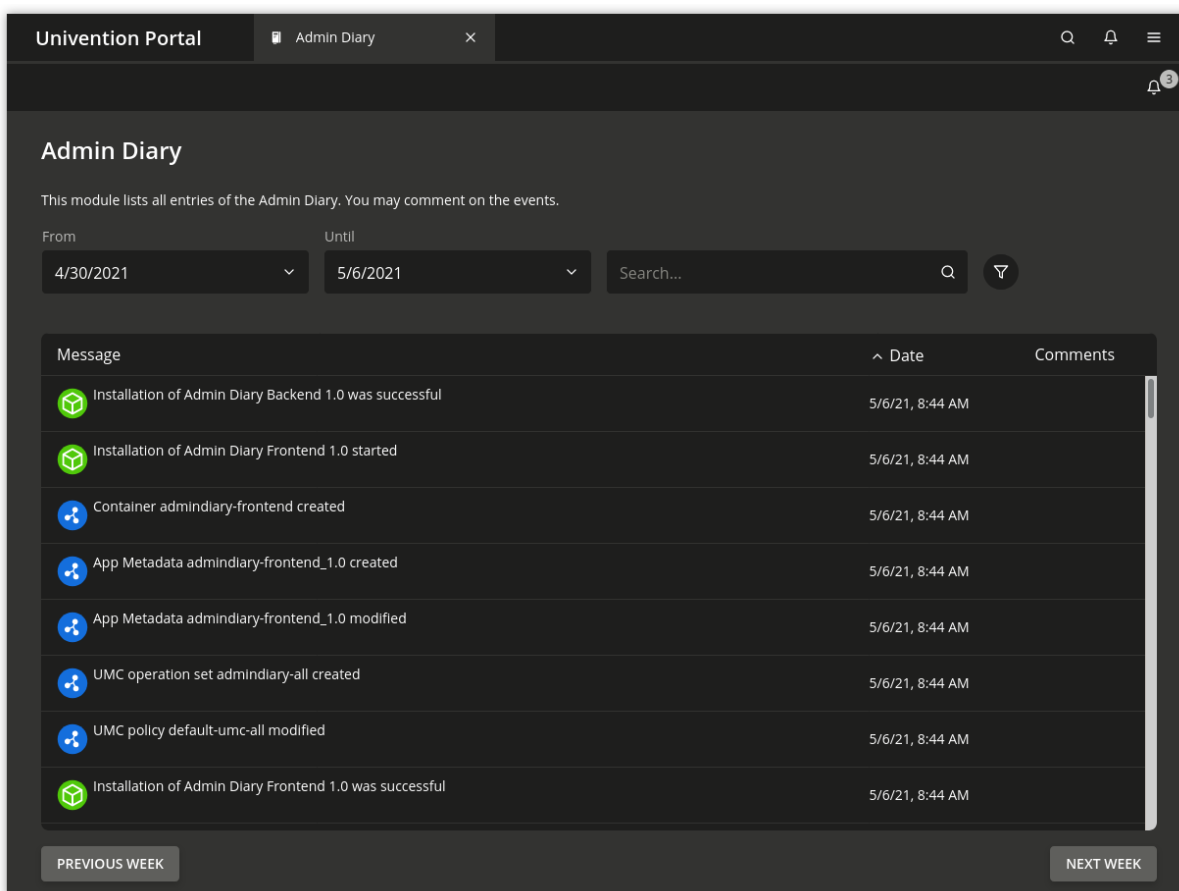 Univention Portal
Admin Diary
3
Admin Diary
This module lists all entries of the Admin Diary. You may comment on the events.
From Until
4/30/2021 5/6/2021 Search...
Message Date Comments
Installation of Admin Diary Backend 1.0 was successful 5/6/21, 8:44 AM
Installation of Admin Diary Frontend 1.0 started 5/6/21, 8:44 AM
Container admindiary-frontend created 5/6/21, 8:44 AM
App Metadata admindiary-frontend_1.0 created 5/6/21, 8:44 AM
App Metadata admindiary-frontend_1.0 modified 5/6/21, 8:44 AM
UMC operation set admindiary-all created 5/6/21, 8:44 AM
UMC policy default-umc-all modified 5/6/21, 8:44 AM
Installation of Admin Diary Frontend 1.0 was successful 5/6/21, 8:44 AM
PREVIOUS WEEK NEXT WEEK